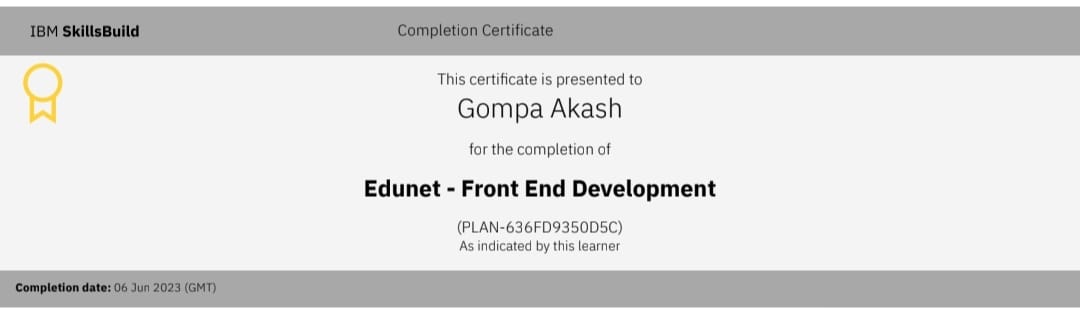 IBM SkillsBuild
Completion Certificate
This certificate is presented to
Gompa Akash
for the completion of
Edunet - Front End Development
(PLAN-636FD9350D5C)
As indicated by this learner
Completion date: 06 Jun 2023 (GMT)